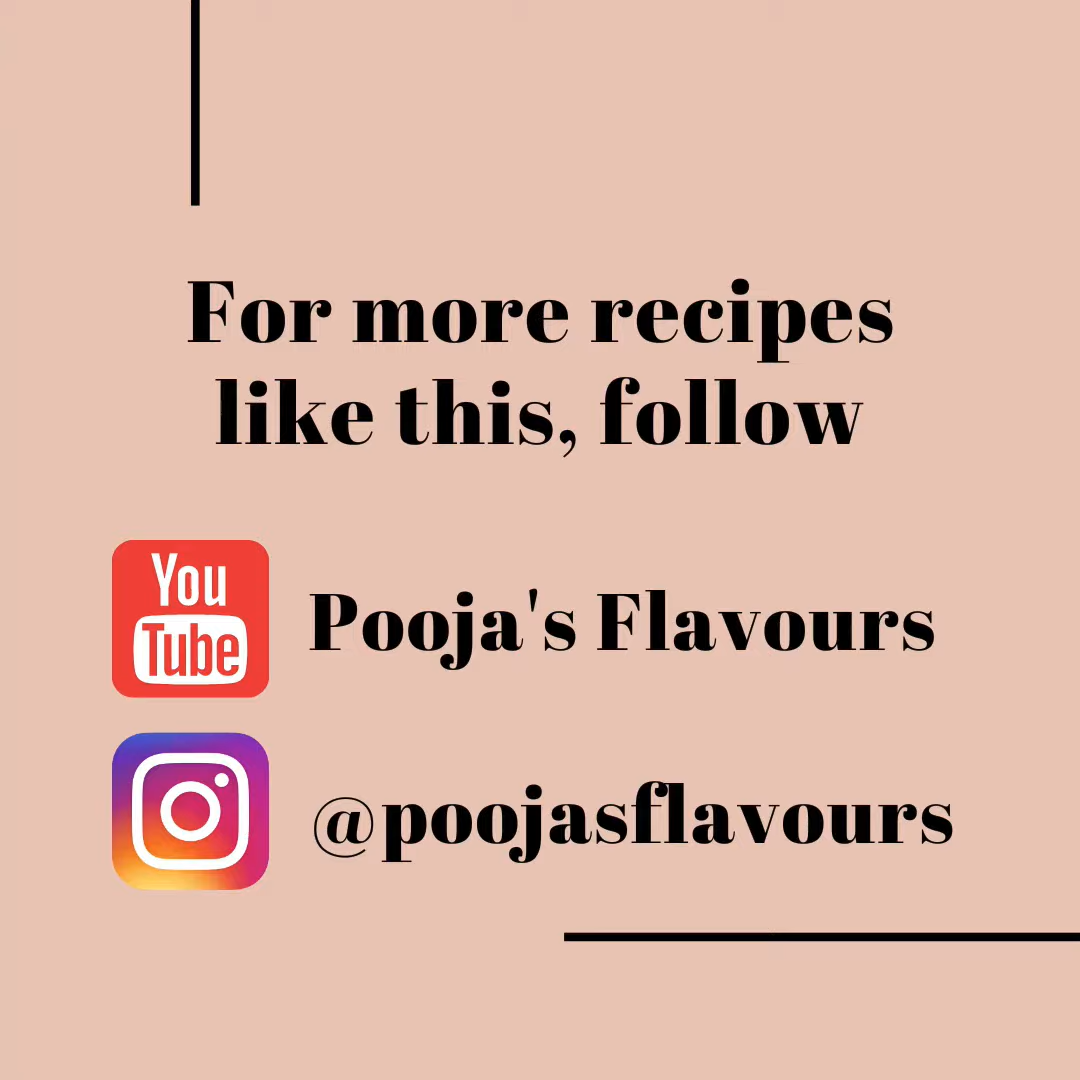 For more recipes
like this, follow
You
Tube
Pooja's Flavours
@poojasflavours